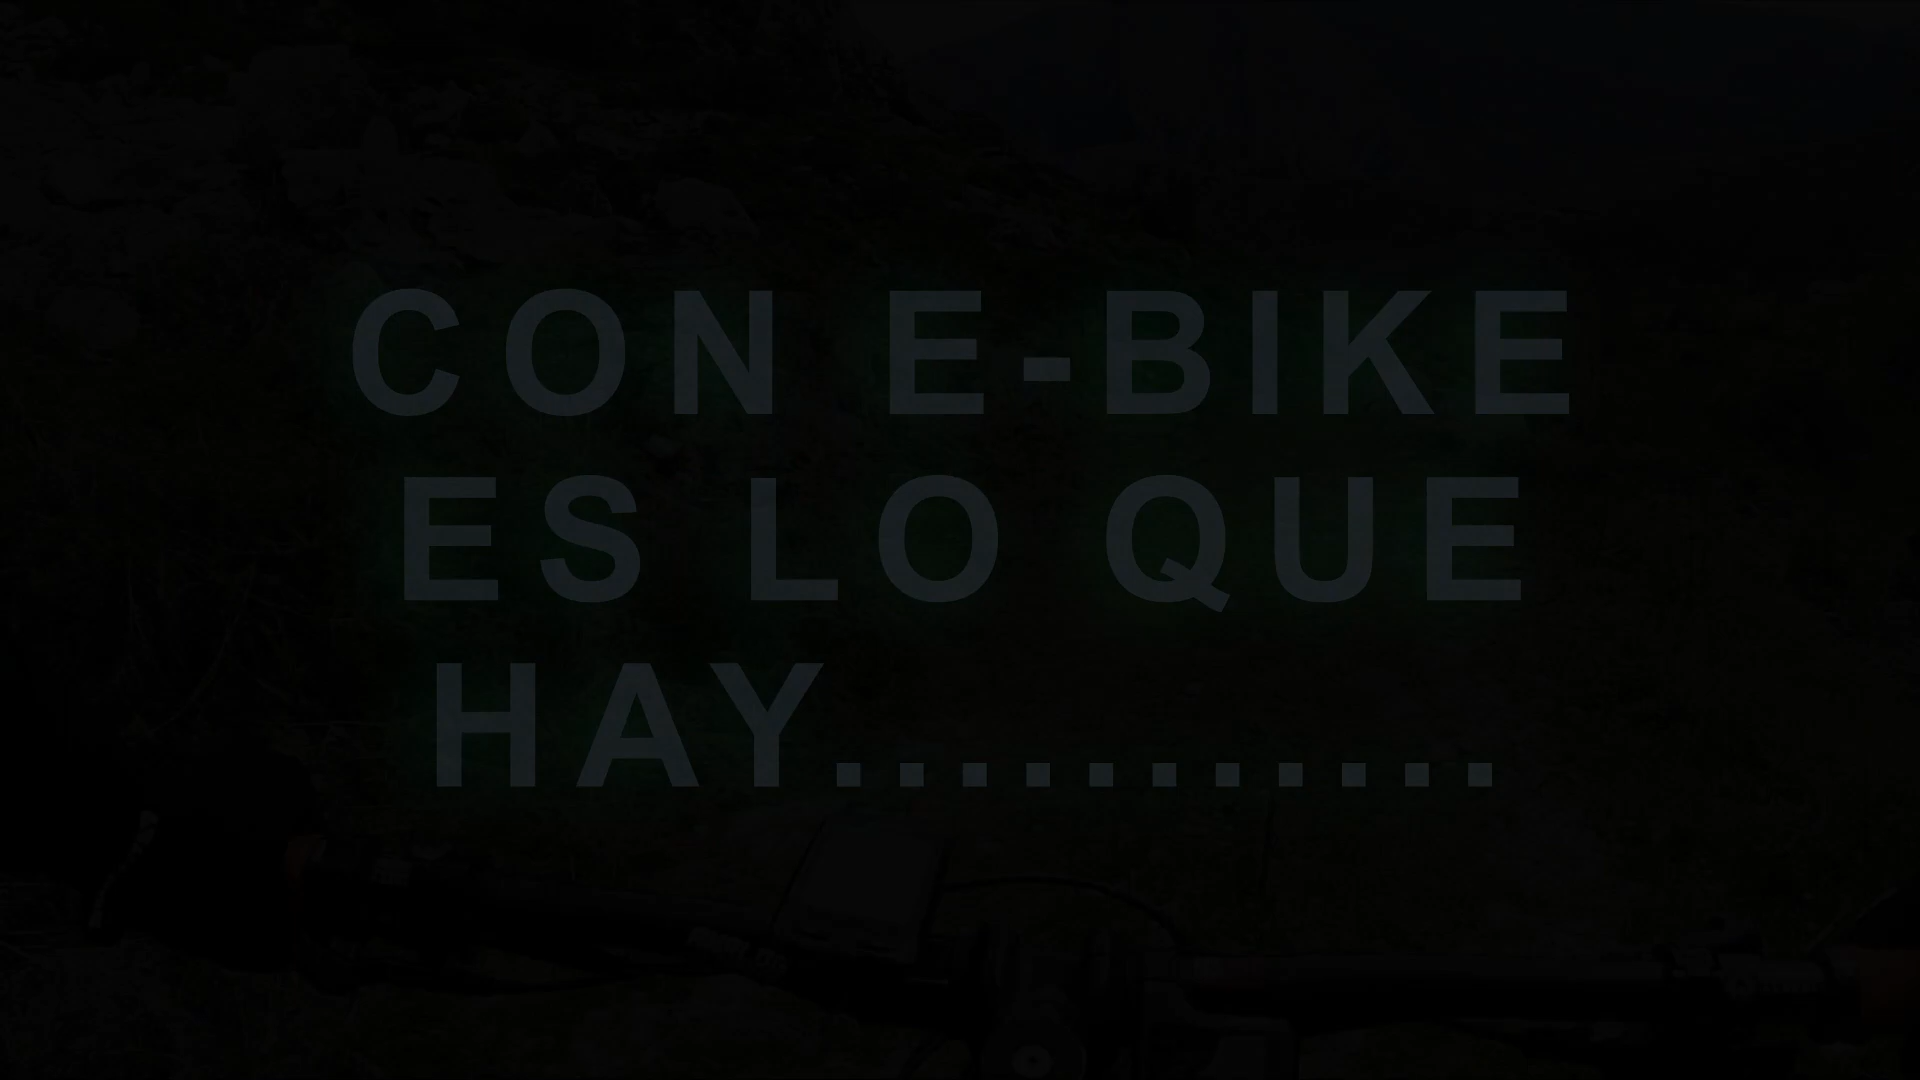 CON E-BIKE
ES LO QUE
HAY...........